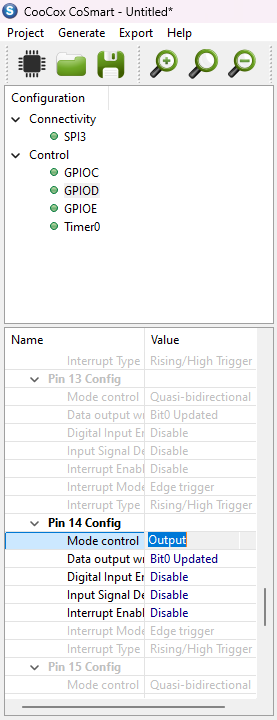 CooCox CoSmart - Untitled*
Project Generate Export Help
Configuration
Connectivity
SPI3
Control
GPIOC
GPIOD
GPIOE
Timer0
Name Value
Interrupt Type Rising/High Trigger
Pin 13 Config
Mode control Quasi-bidirectional
Data output wr Bit0 Updated
Digital Input Er Disable
Input Signal De Disable
Interrupt Enabl Disable
Interrupt Mode Edge trigger
Interrupt Type Rising/High Trigger
Pin 14 Config
Mode control Output
Data output wr Bit0 Updated
Digital Input Er Disable
Input Signal De Disable
Interrupt Enabl Disable
Interrupt Mode Edge trigger
Interrupt Type Rising/High Trigger
Pin 15 Config
Mode control Quasi-bidirectional